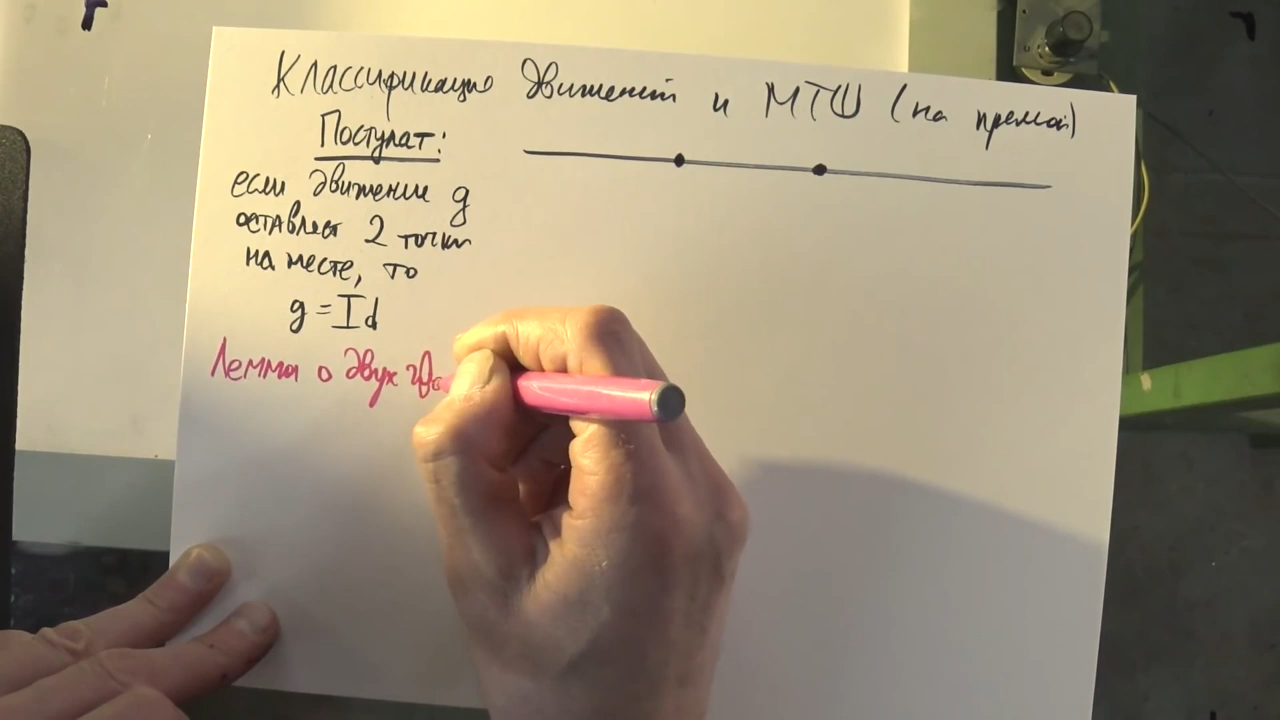 Классификация движений и МТШ (на прямой)
Постулат:
если движение g
оставляет 2 точки
на месте, то
g = Id
Лемма о двух